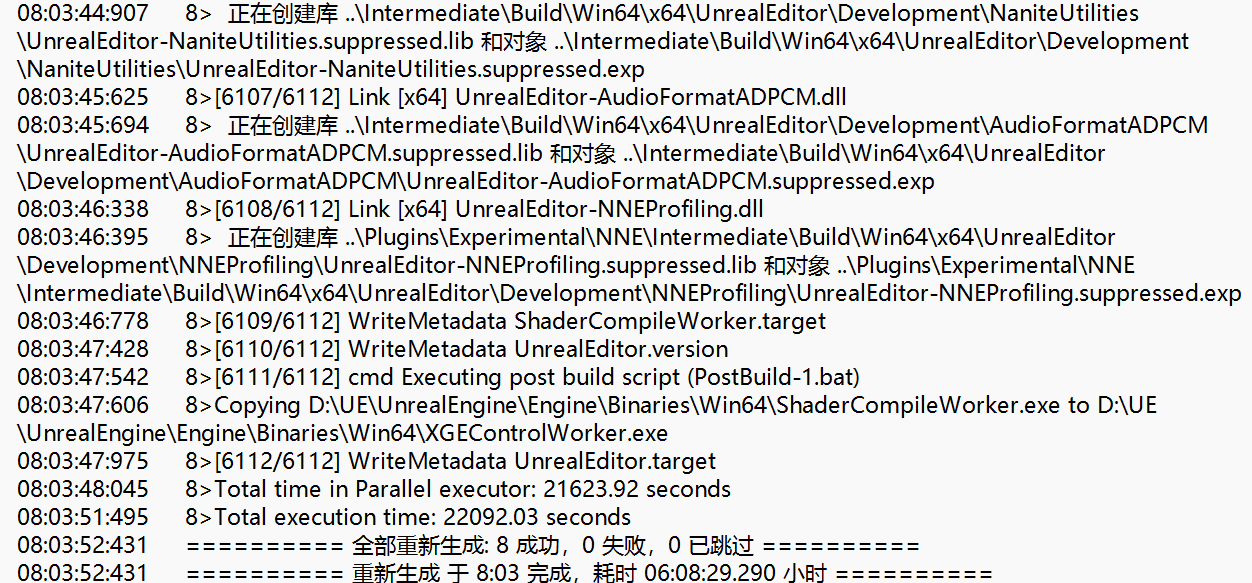 08:03:44:907 8> 正在创建库 ..\Intermediate\Build\Win64\x64\UnrealEditor\Development\NaniteUtilities
\UnrealEditor-NaniteUtilities.suppressed.lib 和对象 ..\Intermediate\Build\Win64\x64\UnrealEditor\Development
\NaniteUtilities\UnrealEditor-NaniteUtilities.suppressed.exp
08:03:45:625 8>[6107/6112] Link [x64] UnrealEditor-AudioFormatADPCM.dll
08:03:45:694 8> 正在创建库 ..\Intermediate\Build\Win64\x64\UnrealEditor\Development\AudioFormatADPCM
\UnrealEditor-AudioFormatADPCM.suppressed.lib 和对象 ..\Intermediate\Build\Win64\x64\UnrealEditor
\Development\AudioFormatADPCM\UnrealEditor-AudioFormatADPCM.suppressed.exp
08:03:46:338 8>[6108/6112] Link [x64] UnrealEditor-NNEProfiling.dll
08:03:46:395 8> 正在创建库 ..\Plugins\Experimental\NNE\Intermediate\Build\Win64\x64\UnrealEditor
\Development\NNEProfiling\UnrealEditor-NNEProfiling.suppressed.lib 和对象 ..\Plugins\Experimental\NNE
\Intermediate\Build\Win64\x64\UnrealEditor\Development\NNEProfiling\UnrealEditor-NNEProfiling.suppressed.exp
08:03:46:778 8>[6109/6112] WriteMetadata ShaderCompileWorker.target
08:03:47:428 8>[6110/6112] WriteMetadata UnrealEditor.version
08:03:47:542 8>[6111/6112] cmd Executing post build script (PostBuild-1.bat)
08:03:47:606 8>Copying D:\UE\UnrealEngine\Engine\Binaries\Win64\ShaderCompileWorker.exe to D:\UE
\UnrealEngine\Engine\Binaries\Win64\XGEControlWorker.exe
08:03:47:975 8>[6112/6112] WriteMetadata UnrealEditor.target
08:03:48:045 8>Total time in Parallel executor: 21623.92 seconds
08:03:51:495 8>Total execution time: 22092.03 seconds
08:03:52:431 ========== 全部重新生成: 8 成功，0 失败，0 已跳过 ==========
08:03:52:431 ========== 重新生成 于 8:03 完成，耗时 06:08:29.290 小时 ==========